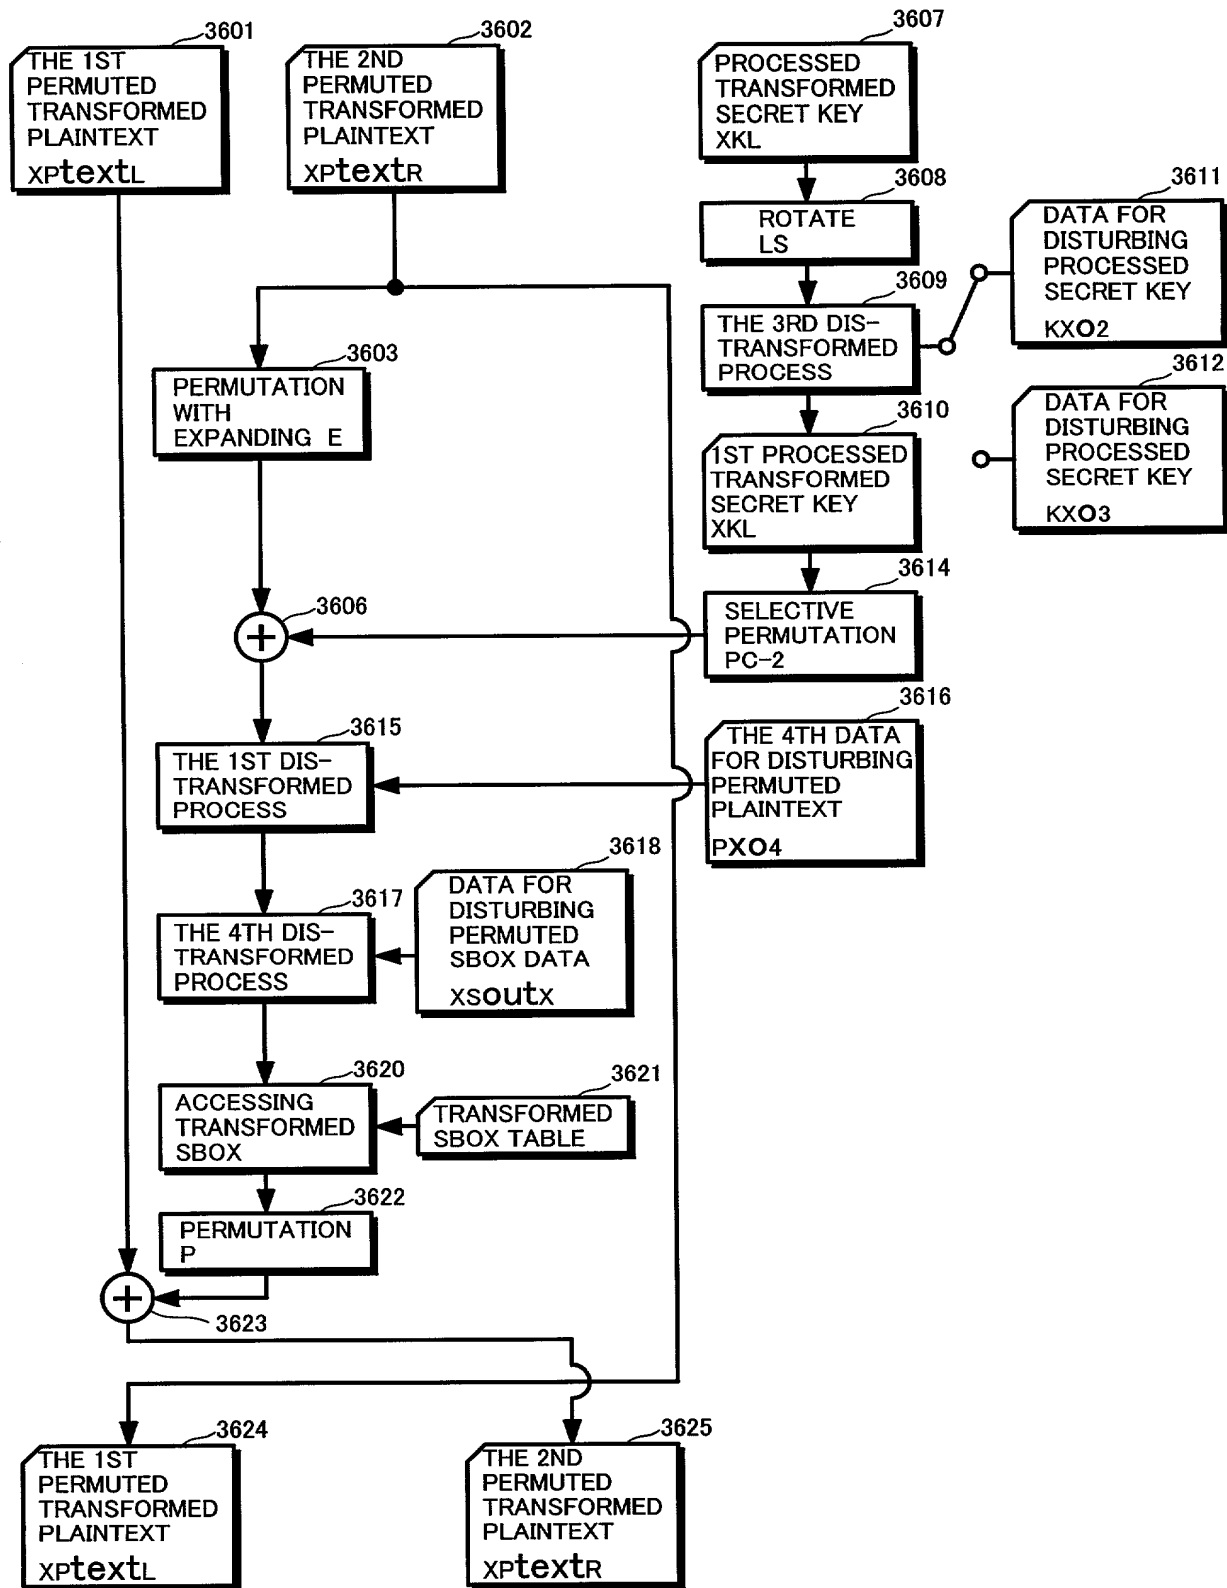 3601
THE 1ST
PERMUTED
TRANSFORMED
PLAINTEXT
XPtextL
3602
THE 2ND
PERMUTED
TRANSFORMED
PLAINTEXT
XPtextR
3607
PROCESSED
TRANSFORMED
SECRET KEY
XKL
3608
ROTATE
LS
3611
DATA FOR
DISTURBING
PROCESSED
SECRET KEY
KXO2
3609
THE 3RD DIS-
TRANSFORMED
PROCESS
3603
PERMUTATION
WITH
EXPANDING E
3612
DATA FOR
DISTURBING
PROCESSED
SECRET KEY
KXO3
3610
1ST PROCESSED
TRANSFORMED
SECRET KEY
XKL
3606
3614
SELECTIVE
PERMUTATION
PC-2
3615
THE 1ST DIS-
TRANSFORMED
PROCESS
3616
THE 4TH DATA
FOR DISTURBING
PERMUTED
PLAINTEXT
PXO4
3617
THE 4TH DIS-
TRANSFORMED
PROCESS
3618
DATA FOR
DISTURBING
PERMUTED
SBOX DATA
XSoutX
3620
ACCESSING
TRANSFORMED
SBOX
3621
TRANSFORMED
SBOX TABLE
3622
PERMUTATION
P
3623
3624
THE 1ST
PERMUTED
TRANSFORMED
PLAINTEXT
XPtextL
3625
THE 2ND
PERMUTED
TRANSFORMED
PLAINTEXT
XPtextR